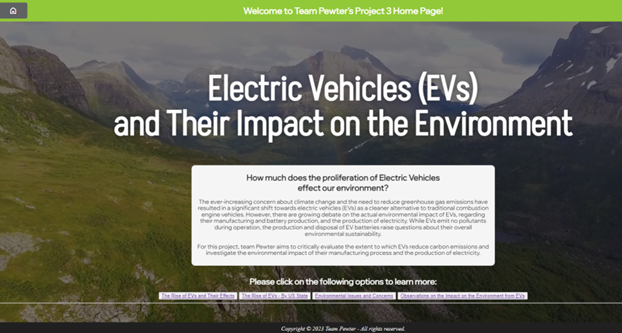 Welcome to Team Pewter's Project 3 Home Page!
Electric Vehicles (EVs)
and Their Impact on the Environment
How much does the proliferation of Electric Vehicles
effect our environment?
The ever-increasing concern about climate change and the need to reduce greenhouse gas emissions have
resulted in a significant shift towards electric vehicles (EVs) as a cleaner alternative to traditional combustion
engine vehicles. However, there are growing debate on the actual environmental impact of EVs, regarding
their manufacturing and battery production, and the production of electricity. While EVs emit no pollutants
during operation, the production and disposal of EV batteries raise questions about their overall
environmental sustainability.
For this project, team Pewter aims to critically evaluate the extent to which EVs reduce carbon emissions and
investigate the environmental impact of their manufacturing process and the production of electricity.
Please click on the following options to learn more:
The Rise of EVs and Their Effects The Rise of EVs - By US State Environmental Issues and Concerns Observations on the Impact on the Environment from EVs
Copyright © 2023 Team Pewter - All rights reserved.